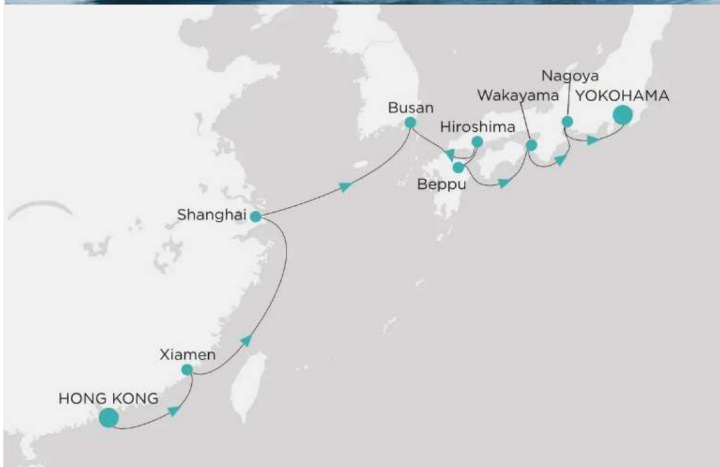 Nagoya
Wakayama YOKOHAMA
Busan
Hiroshima
Beppu
Shanghai
Xiamen
HONG KONG